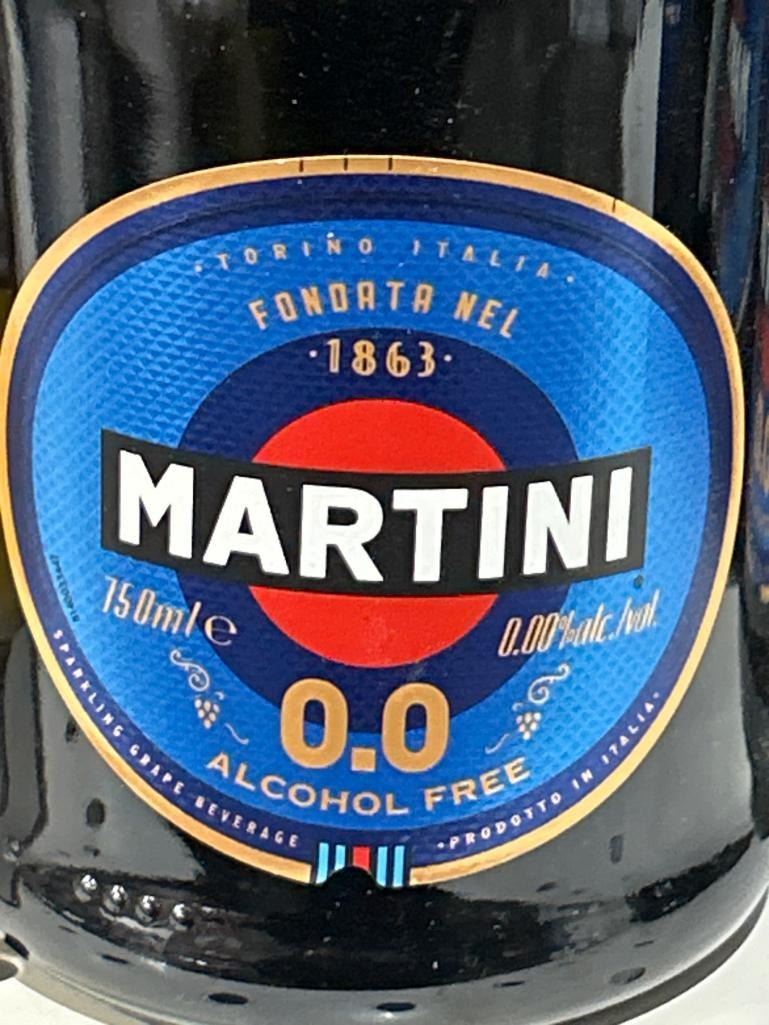 ·TORINO ITALIA·
FONDATA NEL
·1863·
MARTINI
750ml e
0.00%alc./vol.
0.0
ALCOHOL FREE
SPARKLING GRAPE BEVERAGE
·PRODOTTO IN ITALIA·